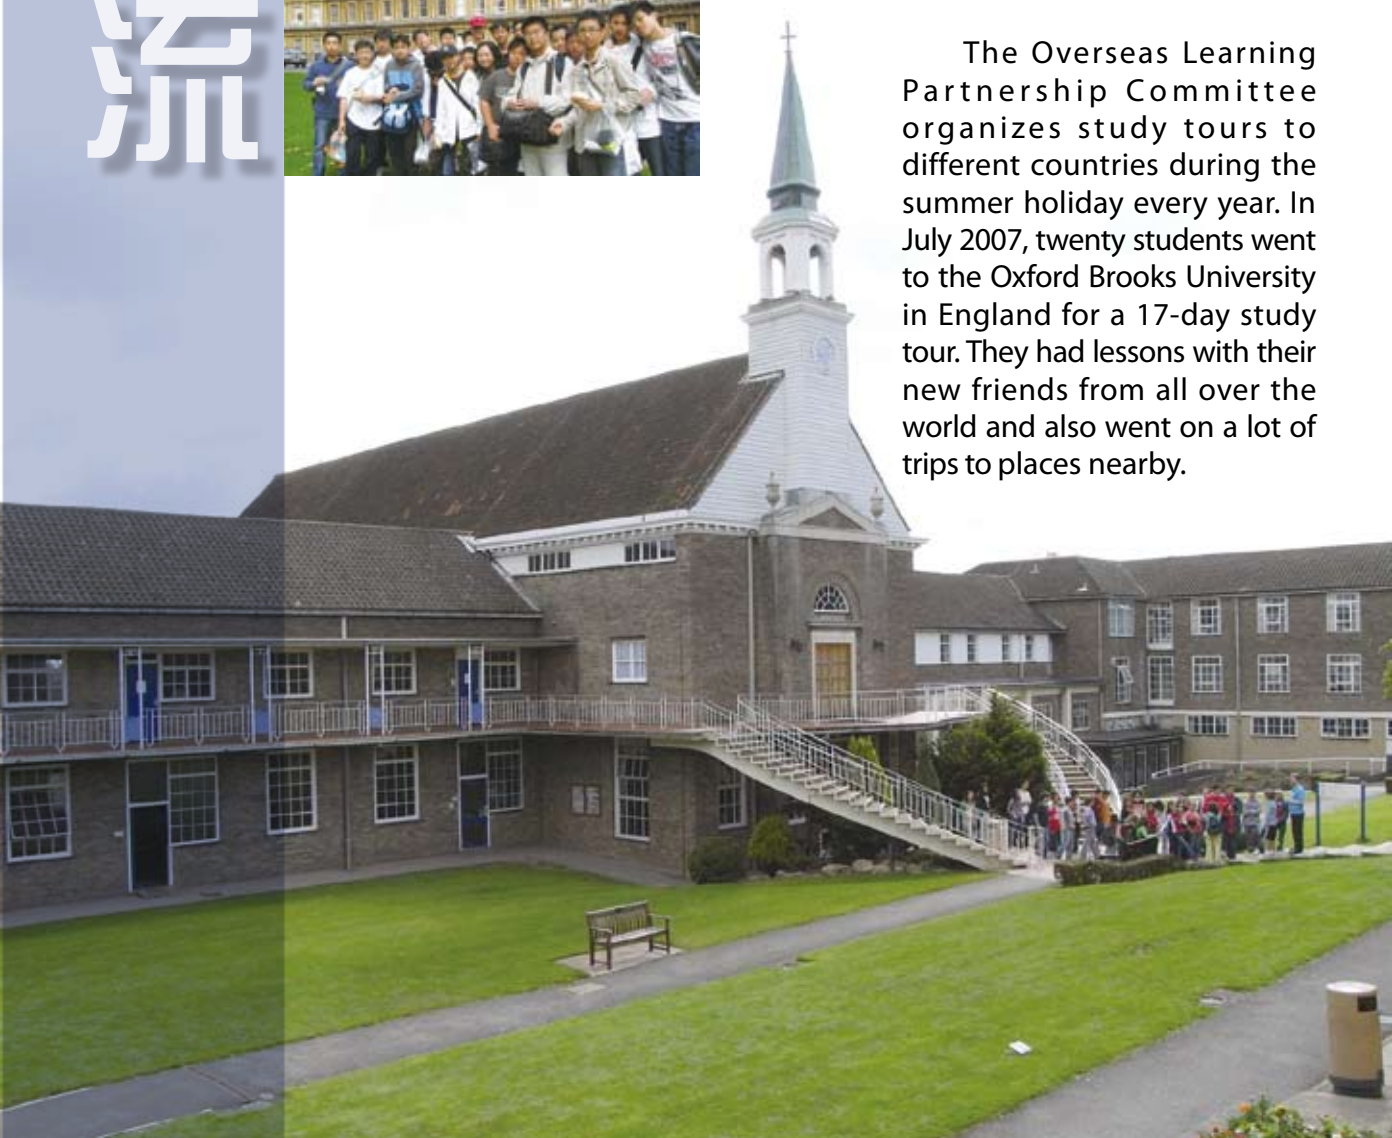 流
The Overseas Learning
Partnership Committee
organizes study tours to
different countries during the
summer holiday every year. In
July 2007, twenty students went
to the Oxford Brooks University
in England for a 17-day study
tour. They had lessons with their
new friends from all over the
world and also went on a lot of
trips to places nearby.